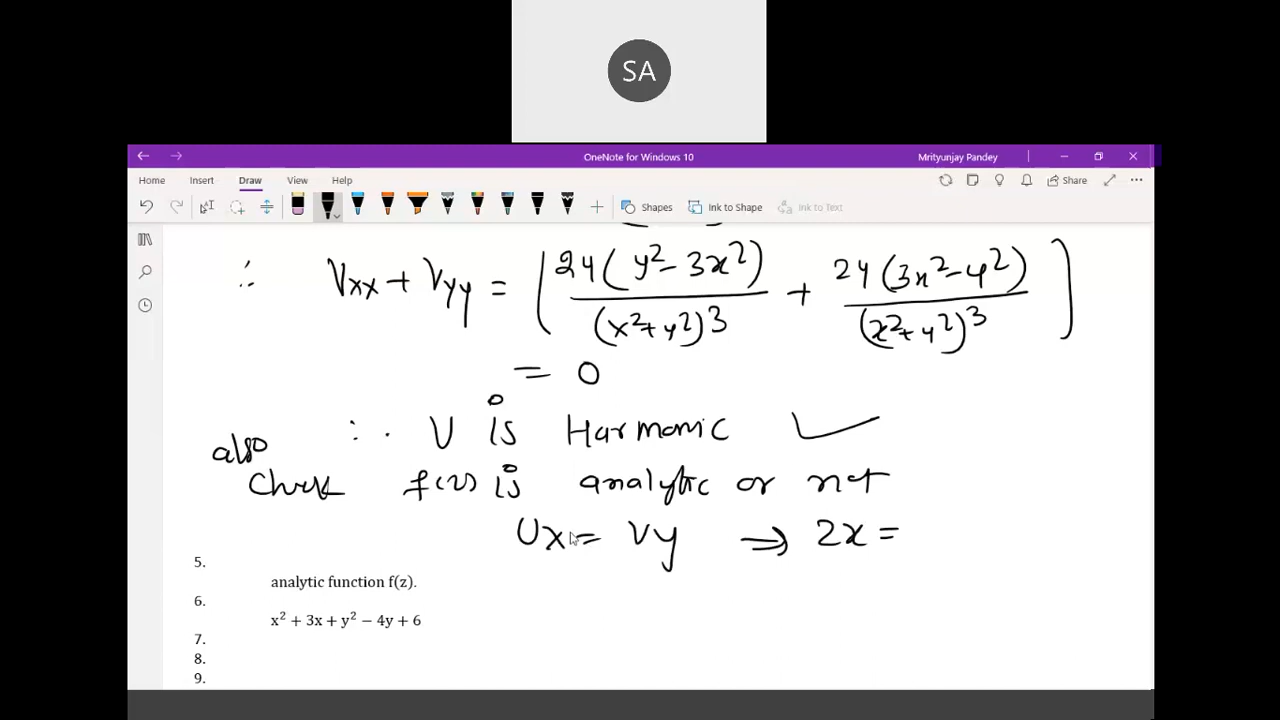 SA
OneNote for Windows 10
Mrityunjay Pandey
Home Insert Draw View Help
Share
Shapes Ink to Shape Ink to Text
∴ Vxx + Vyy = [ 2y(y² - 3x²) / (x² + y²)³ + 2y(3x² - y²) / (x² + y²)³ ]
= 0
∴ V is Harmonic ✓
also
Check f(z) is analytic or not
Ux = Vy ⇒ 2x =
5.
analytic function f(z).
6.
x² + 3x + y² − 4y + 6
7.
8.
9.